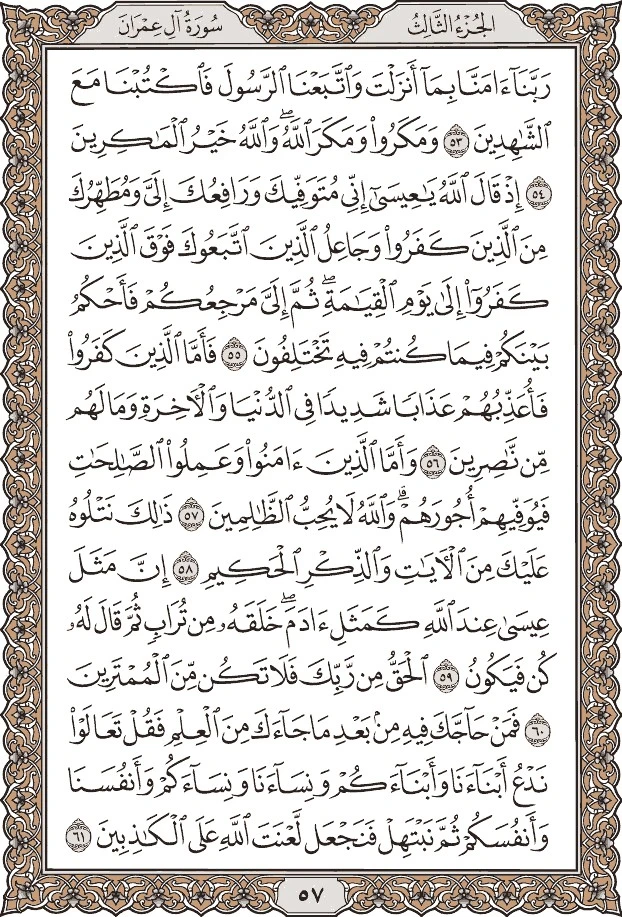 الجُزْءُ الثَّالِثُ
سُورَةُ آلِ عِمْرَانَ
رَبَّنَآ ءَامَنَّا بِمَآ أَنزَلْتَ وَٱتَّبَعْنَا ٱلرَّسُولَ فَٱكْتُبْنَا مَعَ
ٱلشَّٰهِدِينَ ٥٣ وَمَكَرُوا۟ وَمَكَرَ ٱللَّهُ ۖ وَٱللَّهُ خَيْرُ ٱلْمَٰكِرِينَ
٥٤ إِذْ قَالَ ٱللَّهُ يَٰعِيسَىٰٓ إِنِّى مُتَوَفِّيكَ وَرَافِعُكَ إِلَىَّ وَمُطَهِّرُكَ
مِنَ ٱلَّذِينَ كَفَرُوا۟ وَجَاعِلُ ٱلَّذِينَ ٱتَّبَعُوكَ فَوْقَ ٱلَّذِينَ
كَفَرُوٓا۟ إِلَىٰ يَوْمِ ٱلْقِيَٰمَةِ ۖ ثُمَّ إِلَىَّ مَرْجِعُكُمْ فَأَحْكُمُ
بَيْنَكُمْ فِيمَا كُنتُمْ فِيهِ تَخْتَلِفُونَ ٥٥ فَأَمَّا ٱلَّذِينَ كَفَرُوا۟
فَأُعَذِّبُهُمْ عَذَابًا شَدِيدًا فِى ٱلدُّنْيَا وَٱلْـَٔاخِرَةِ وَمَا لَهُم
مِّن نَّٰصِرِينَ ٥٦ وَأَمَّا ٱلَّذِينَ ءَامَنُوا۟ وَعَمِلُوا۟ ٱلصَّٰلِحَٰتِ
فَيُوَفِّيهِمْ أُجُورَهُمْ ۗ وَٱللَّهُ لَا يُحِبُّ ٱلظَّٰلِمِينَ ٥٧ ذَٰلِكَ نَتْلُوهُ
عَلَيْكَ مِنَ ٱلْـَٔايَٰتِ وَٱلذِّكْرِ ٱلْحَكِيمِ ٥٨ إِنَّ مَثَلَ
عِيسَىٰ عِندَ ٱللَّهِ كَمَثَلِ ءَادَمَ ۖ خَلَقَهُۥ مِن تُرَابٍ ثُمَّ قَالَ لَهُۥ
كُن فَيَكُونُ ٥٩ ٱلْحَقُّ مِن رَّبِّكَ فَلَا تَكُن مِّنَ ٱلْمُمْتَرِينَ
٦٠ فَمَنْ حَآجَّكَ فِيهِ مِنۢ بَعْدِ مَا جَآءَكَ مِنَ ٱلْعِلْمِ فَقُلْ تَعَالَوْا۟
نَدْعُ أَبْنَآءَنَا وَأَبْنَآءَكُمْ وَنِسَآءَنَا وَنِسَآءَكُمْ وَأَنفُسَنَا
وَأَنفُسَكُمْ ثُمَّ نَبْتَهِلْ فَنَجْعَل لَّعْنَتَ ٱللَّهِ عَلَى ٱلْكَٰذِبِينَ ٦١
٥٧